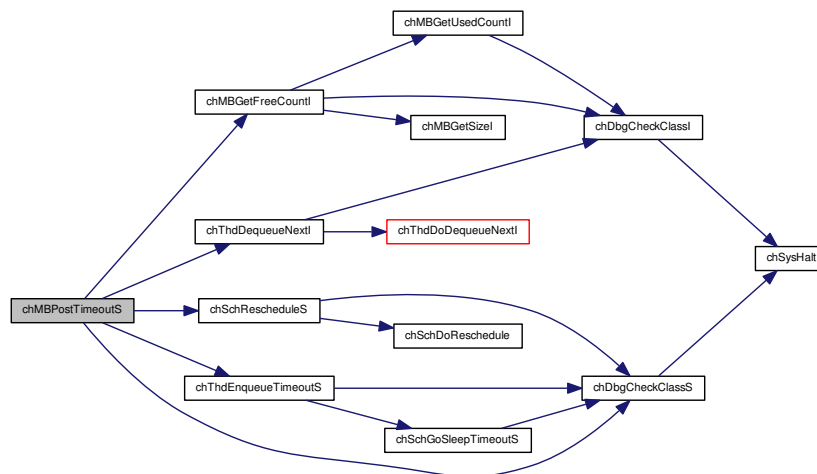 chMBGetUsedCountI
chMBGetFreeCountI
chMBGetSizeI
chDbgCheckClassI
chThdDequeueNextI
chThdDoDequeueNextI
chSysHalt
chMBPostTimeoutS
chSchRescheduleS
chSchDoReschedule
chThdEnqueueTimeoutS
chDbgCheckClassS
chSchGoSleepTimeoutS